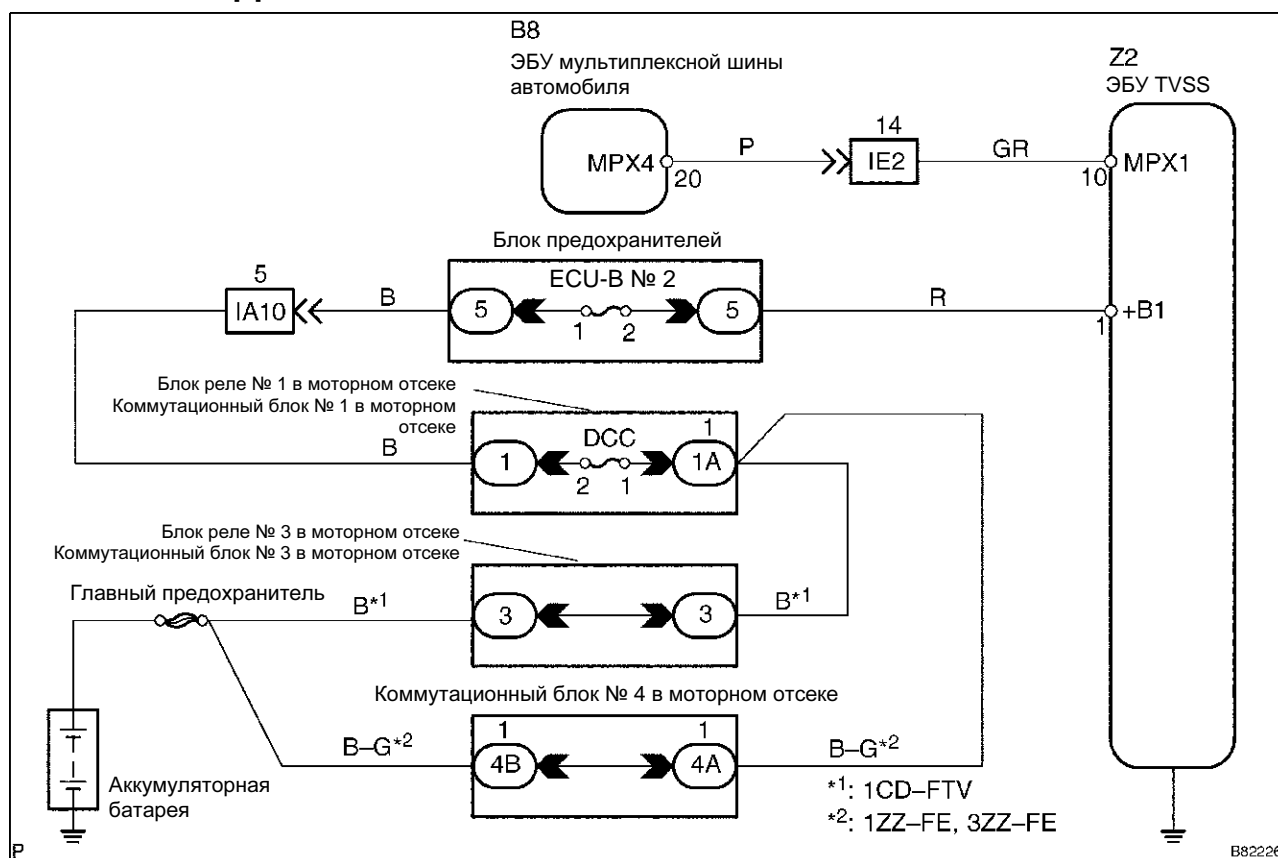 B8
ЭБУ мультиплексной шины
автомобиля
Z2
ЭБУ TVSS
MPX4
20
P
14
IE2
GR
10
MPX1
Блок предохранителей
5
IA10
B
5
ECU-B № 2
1
2
5
R
1
+B1
Блок реле № 1 в моторном отсеке
Коммутационный блок № 1 в моторном
отсеке
B
1
DCC
2
1
1
1A
Блок реле № 3 в моторном отсеке
Коммутационный блок № 3 в моторном отсеке
Главный предохранитель
B*1
3
3
B*1
Коммутационный блок № 4 в моторном отсеке
B–G*2
1
4B
1
4A
B–G*2
Аккумуляторная
батарея
*1: 1CD–FTV
*2: 1ZZ–FE, 3ZZ–FE
P
B82226